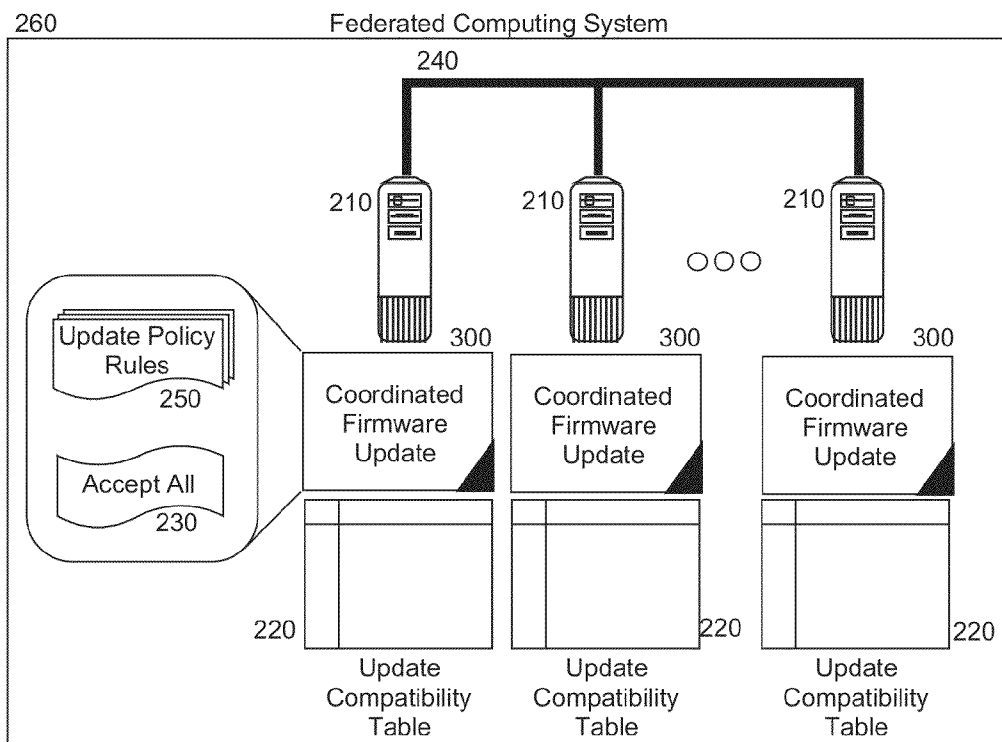 260
Federated Computing System
240
210
210
210
Update Policy
Rules
250
Accept All
230
300
300
300
Coordinated
Firmware
Update
Coordinated
Firmware
Update
Coordinated
Firmware
Update
220
220
220
Update
Compatibility
Table
Update
Compatibility
Table
Update
Compatibility
Table